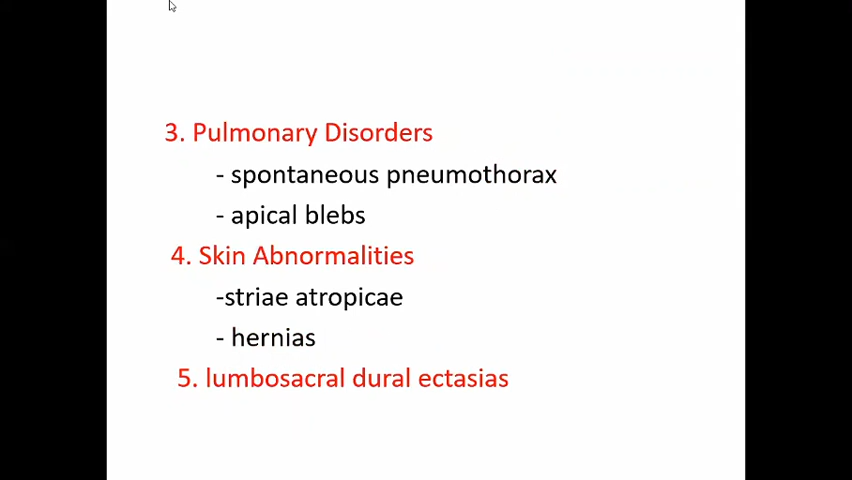 3. Pulmonary Disorders
- spontaneous pneumothorax
- apical blebs
4. Skin Abnormalities
-striae atropicae
- hernias
5. lumbosacral dural ectasias